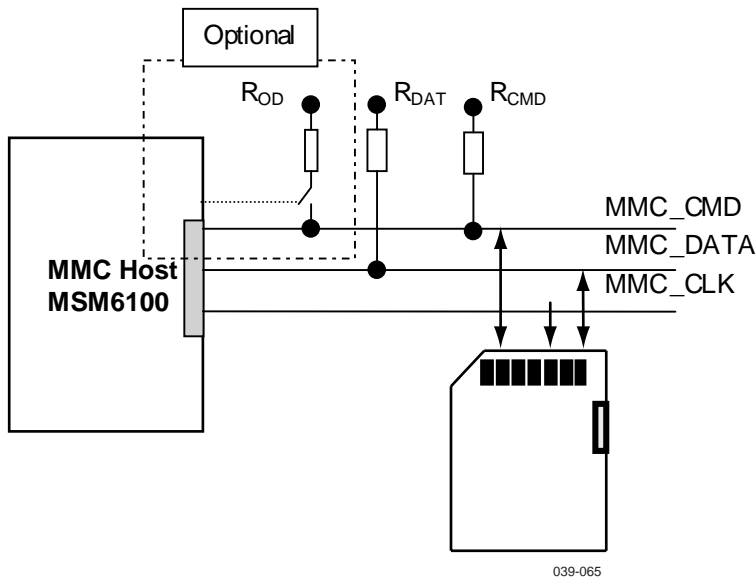 Optional
R_OD R_DAT R_CMD
MMC_CMD
MMC_DATA
MMC_CLK
MMC Host
MSM6100
039-065